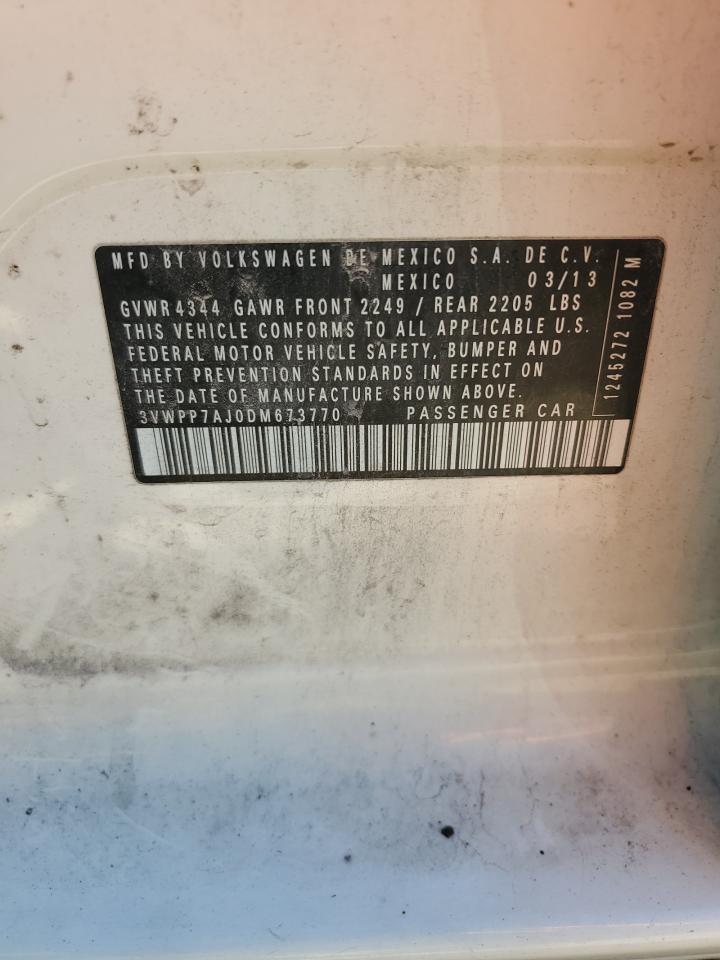 MFD BY VOLKSWAGEN DE MEXICO S.A. DE C.V.
MEXICO 03/13
GVWR 4344 GAWR FRONT 2249 / REAR 2205 LBS
THIS VEHICLE CONFORMS TO ALL APPLICABLE U.S.
FEDERAL MOTOR VEHICLE SAFETY, BUMPER AND
THEFT PREVENTION STANDARDS IN EFFECT ON
THE DATE OF MANUFACTURE SHOWN ABOVE.
3VWPP7AJ0DM673770 PASSENGER CAR
1245272 1082 M